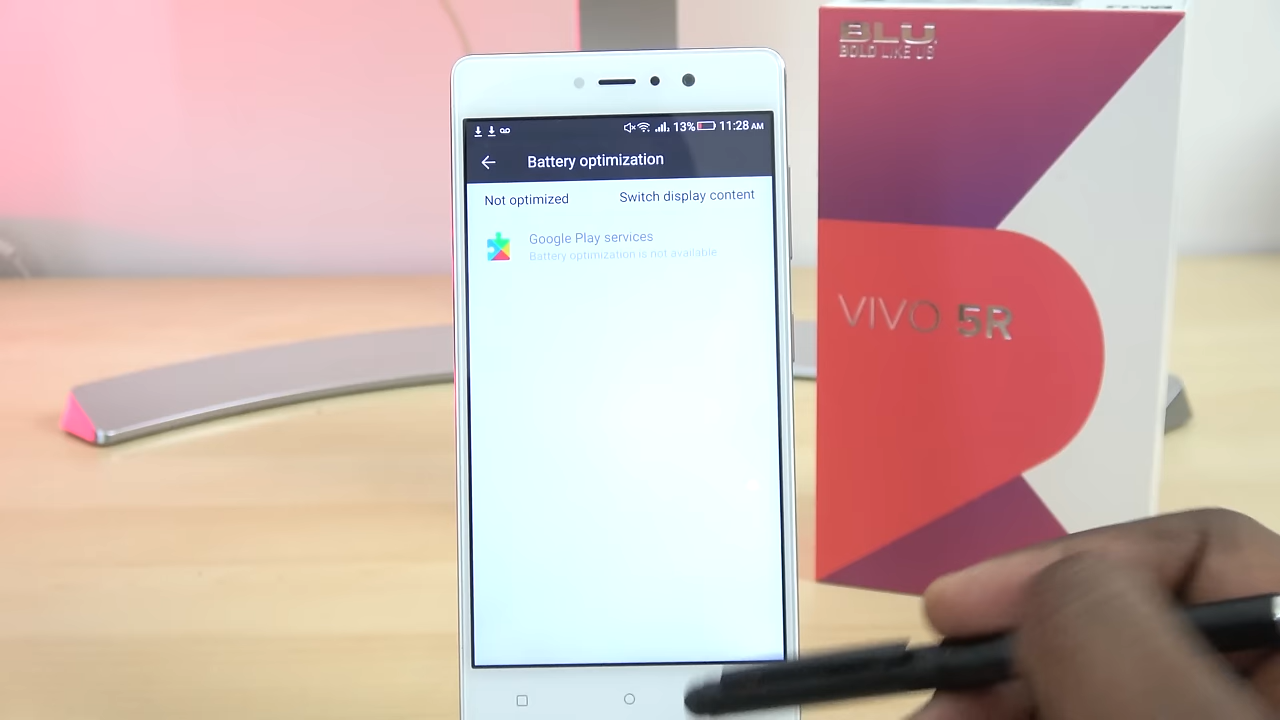 13% 11:28 AM
Battery optimization
Not optimized Switch display content
Google Play services
Battery optimization is not available
BLU
BOLD LIKE US
VIVO 5R